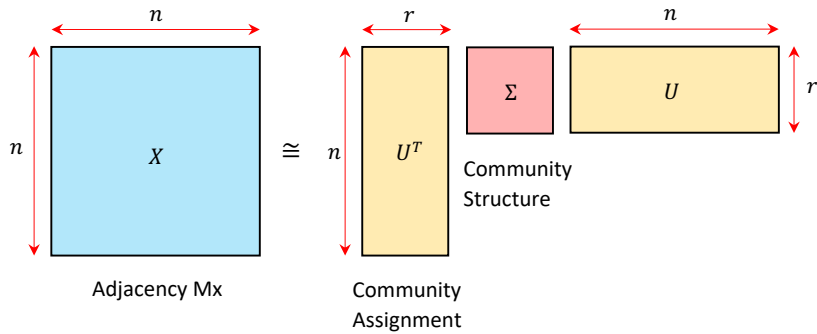 n
r
n
n
X
≅
n
U^T
Σ
U
r
Community
Structure
Adjacency Mx
Community
Assignment